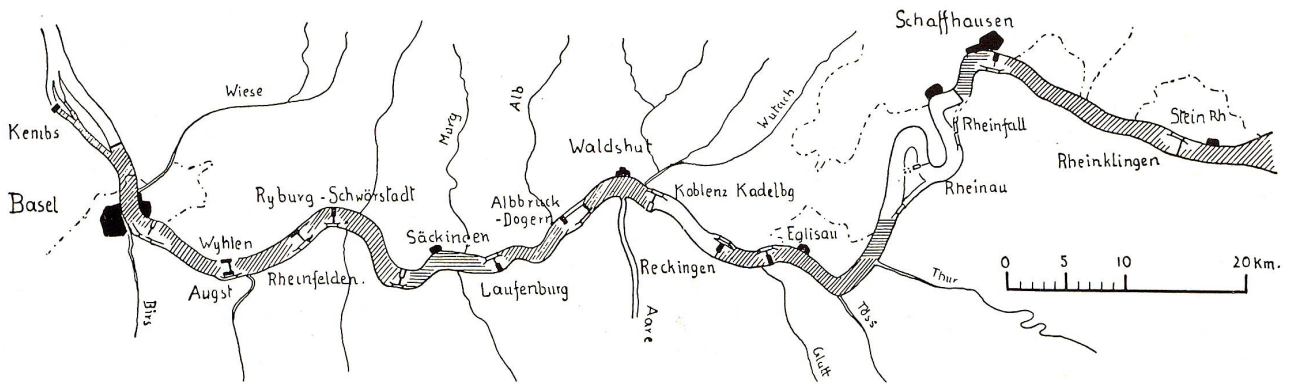 Schaffhausen
Wiese
Kembs
Murg
Alb
Wutach
Waldshut
Stein Rh
Rheinfall
Rheinklingen
Basel
Ryburg-Schwörstadt
Albbruck
-Dogern
Koblenz Kadelbg
Rheinau
Wyhlen
Säckingen
Eglisau
Augst
Rheinfelden.
Laufenburg
Reckingen
Birs
Aare
Glatt
Töss
Thur
0 5 10 20 Km.